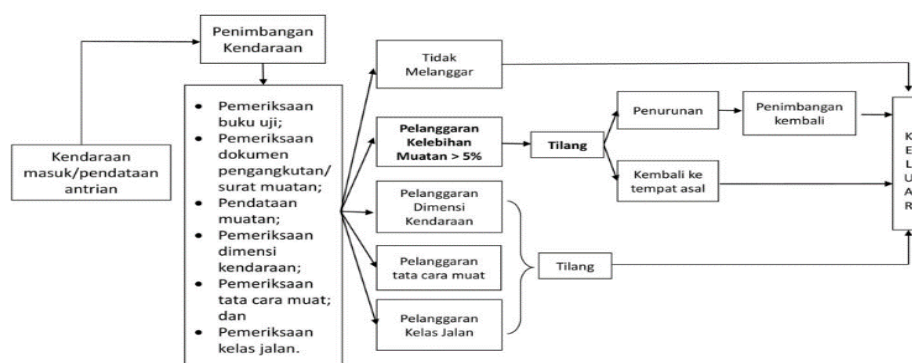 Penimbangan
Kendaraan
Kendaraan
masuk/pendataan
antrian
• Pemeriksaan
buku uji;
• Pemeriksaan
dokumen
pengangkutan/
surat muatan;
• Pendataan
muatan;
• Pemeriksaan
dimensi
kendaraan;
• Pemeriksaan
tata cara muat;
dan
• Pemeriksaan
kelas jalan.
Tidak
Melanggar
Pelanggaran
Kelebihan
Muatan > 5%
Pelanggaran
Dimensi
Kendaraan
Pelanggaran
tata cara muat
Pelanggaran
Kelas Jalan
Tilang
Tilang
Penurunan
Kembali ke
tempat asal
Penimbangan
kembali
K
E
L
U
A
R